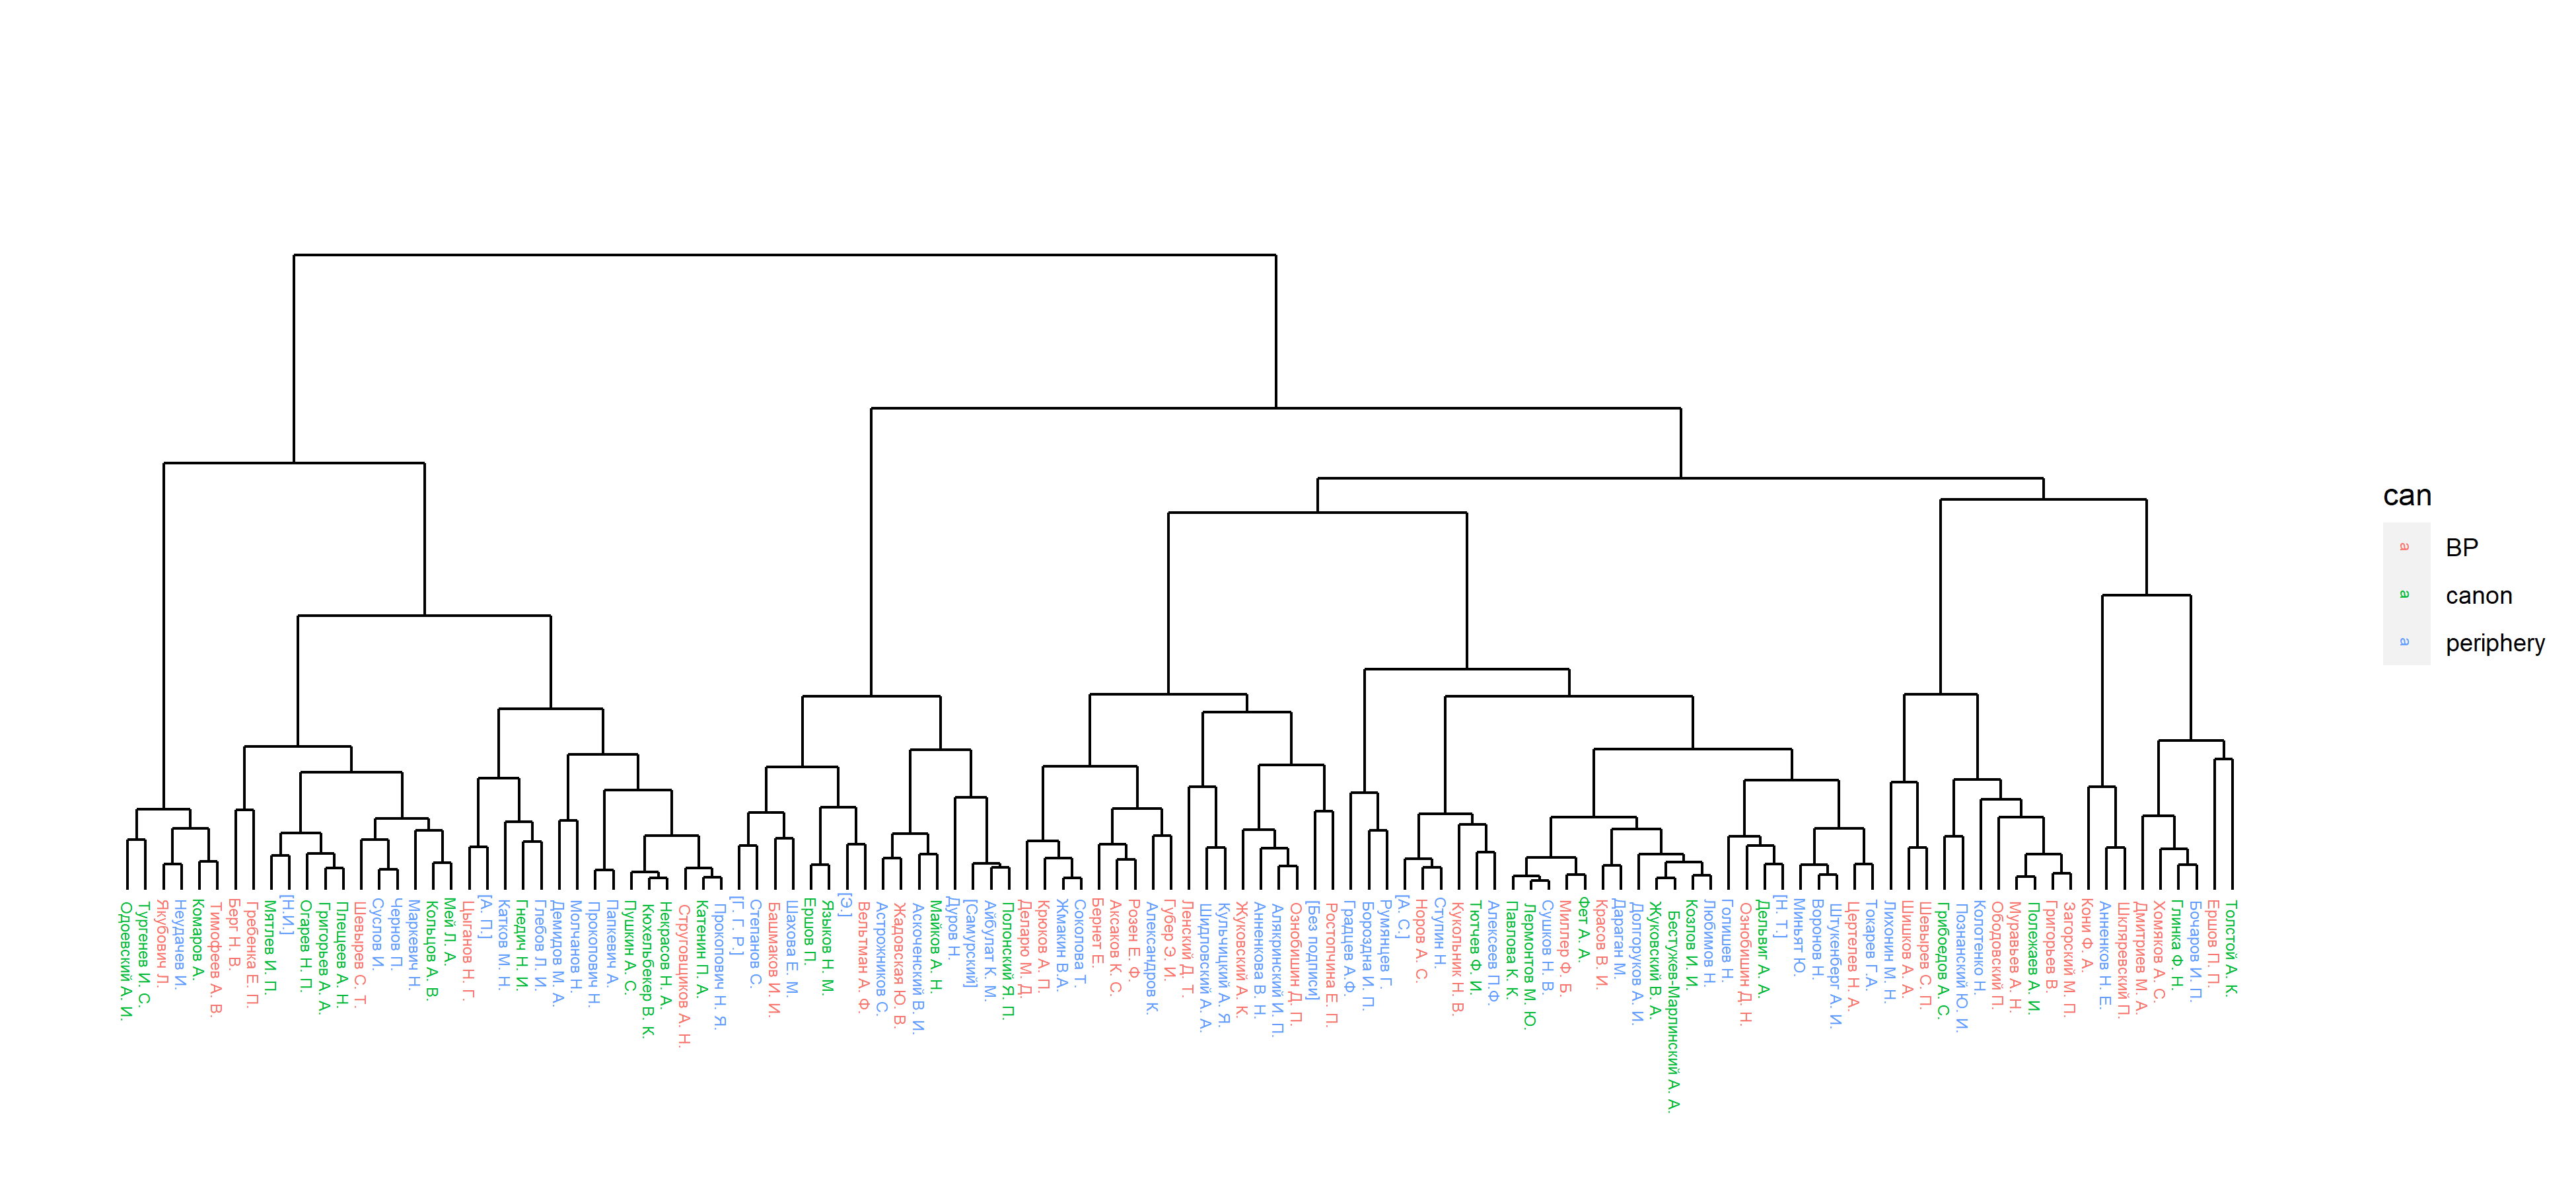 Одоевский А. И.
Тургенев И. С.
Якубович Л.
Неудачев И.
Комаров А.
Тимофеев А. В.
Берг Н. В.
Гребенка Е. П.
Мятлев И. П.
[Н.И.]
Огарев Н. П.
Григорьев А. А.
Плещеев А. Н.
Шевырев С. Т.
Суслов И.
Чернов П.
Маркевич Н.
Кольцов А. В.
Мей Л. А.
Цыганов Н. Г.
[А. П.]
Катков М. Н.
Гнедич Н. И
Глебов Л. И.
Демидов М. А.
Молчанов Н.
Прокопович Н.
Папкевич А.
Пушкин А. С.
Кюхельбекер В. К.
Некрасов Н. А.
Струговщиков А. Н.
Катенин П. А.
Прокопович Н. Я.
[Г. Г. Р.]
Степанов С.
Башмаков И. И.
Шахова Е. М.
Ершов П.
Языков Н. М.
[Э.]
Вельтман А. Ф.
Астрожников С.
Жадовская Ю. В.
Аскоченский В. И.
Майков А. Н.
Дуров Н.
[Самурский]
Айбулат К. М.
Полонский Я. П.
Деларю М. Д.
Крюков А. П.
Жмакин В.А.
Соколова Т.
Бернет Е.
Аксаков К. С.
Розен Е. Ф.
Александров К.
Губер Э. И.
Ленский Д. Т.
Шидловский А. А.
Кульчицкий А. Я.
Жуковский А. К.
Анненкова В. Н.
Алякринский И. П.
Ознобишин Д. П.
[Без подписи]
Ростопчина Е. П.
Градцев А.Ф.
Бороздна И. П.
Румянцев Г.
[А. С.]
Норов А. С.
Ступин Н.
Кукольник Н. В.
Тютчев Ф. И.
Алексеев П.Ф.
Павлова К. К.
Лермонтов М. Ю.
Сушков Н. В.
Миллер Ф. Б.
Фет А. А.
Красов В. И.
Дараган М.
Долгоруков А. И.
Жуковский В. А.
Бестужев-Марлинский А. А.
Козлов И. И
Любимов Н.
Голишев Н.
Ознобишин Д. Н.
Дельвиг А. А.
[Н. Т.]
Миньят Ю.
Воронов Н.
Штукенберг А. И.
Цертелев Н. А.
Токарев Г.А.
Лихонин М. Н.
Шишков А. А.
Шевырев С. П.
Грибоедов А. С.
Познанский Ю. И.
Колотенко Н.
Ободовский П.
Муравьев А. Н.
Полежаев А. И.
Григорьев В.
Загорский М. П.
Кони Ф. А.
Анненков Н. Е.
Шкляревский П.
Дмитриев М. А.
Хомяков А. С.
Глинка Ф. Н.
Бочаров И. П.
Ершов П. П.
Толстой А. К.
can
a BP
a canon
a periphery